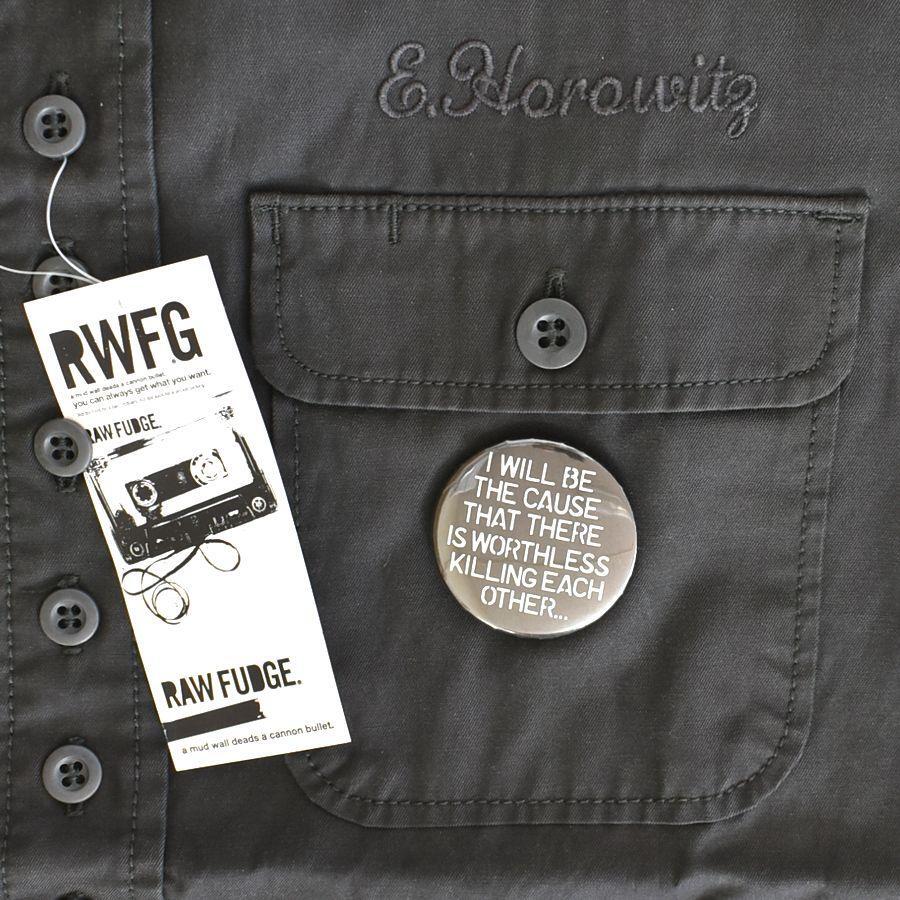 E.Horowitz
RWFG
a mud wall deads a cannon bullet.
you can always get what you want.
RAW FUDGE.
RAW FUDGE.
a mud wall deads a cannon bullet.
I WILL BE
THE CAUSE
THAT THERE
IS WORTHLESS
KILLING EACH
OTHER...